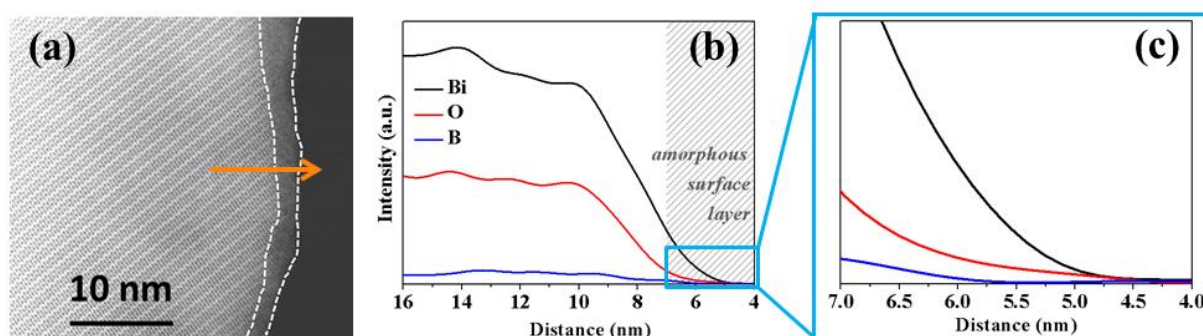 (a)
10 nm
(b)
Intensity (a.u.)
Bi
O
B
amorphous
surface
layer
16 14 12 10 8 6 4
Distance (nm)
(c)
7.0 6.5 6.0 5.5 5.0 4.5 4.0
Distance (nm)